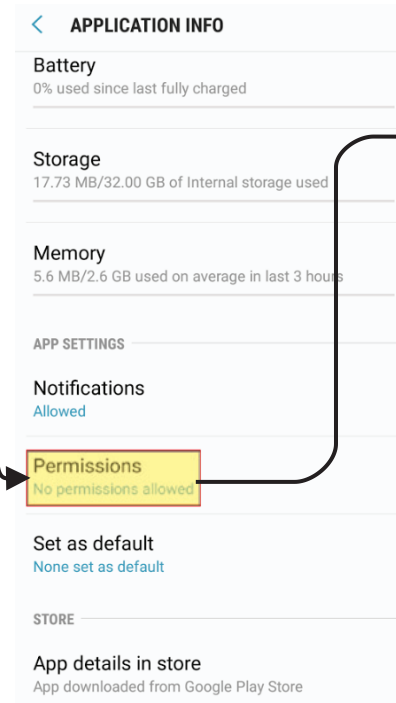 APPLICATION INFO
Battery
0% used since last fully charged
Storage
17.73 MB/32.00 GB of Internal storage used
Memory
5.6 MB/2.6 GB used on average in last 3 hours
APP SETTINGS
Notifications
Allowed
Permissions
No permissions allowed
Set as default
None set as default
STORE
App details in store
App downloaded from Google Play Store